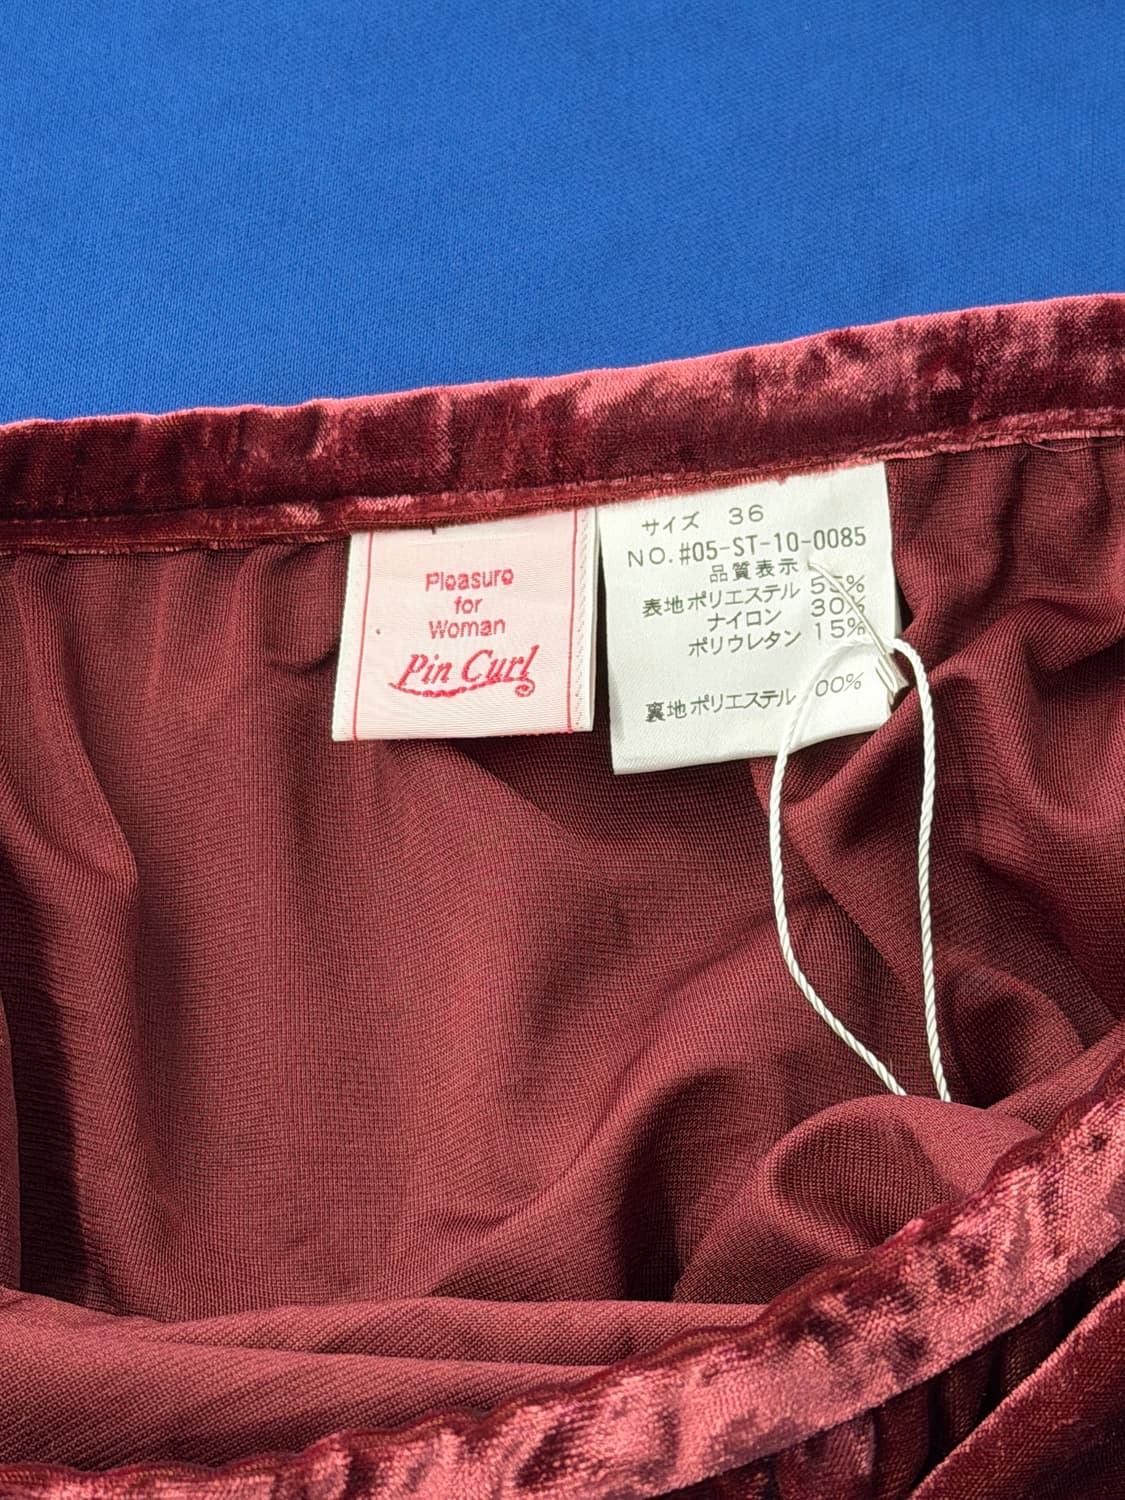 Pleasure
for
Woman
Pin Curl
サイズ 36
NO.#05-ST-10-0085
品質表示
表地ポリエステル 55%
ナイロン 30%
ポリウレタン 15%
裏地ポリエステル 00%